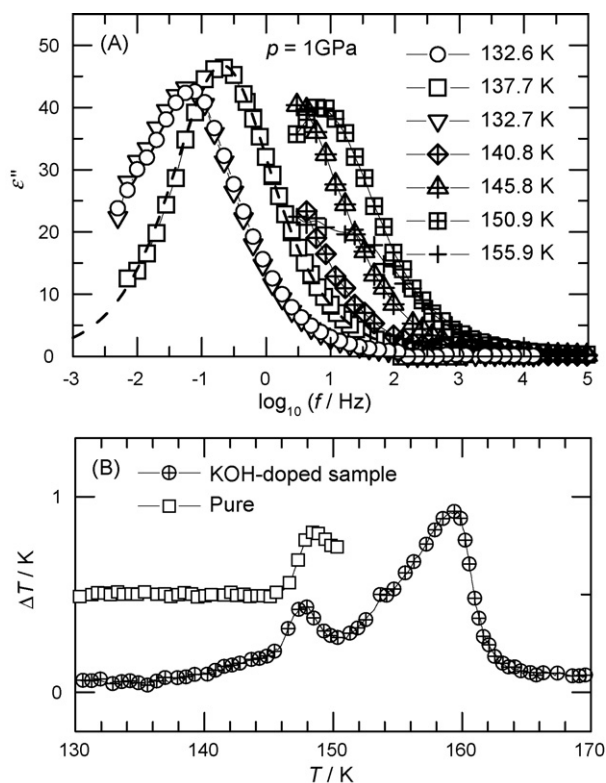 (A)
p = 1GPa
132.6 K
137.7 K
132.7 K
140.8 K
145.8 K
150.9 K
155.9 K
50
40
30
20
10
0
ε"
-3 -2 -1 0 1 2 3 4 5
log₁₀ (f / Hz)
(B)
KOH-doped sample
Pure
1
0
ΔT / K
130 140 150 160 170
T / K